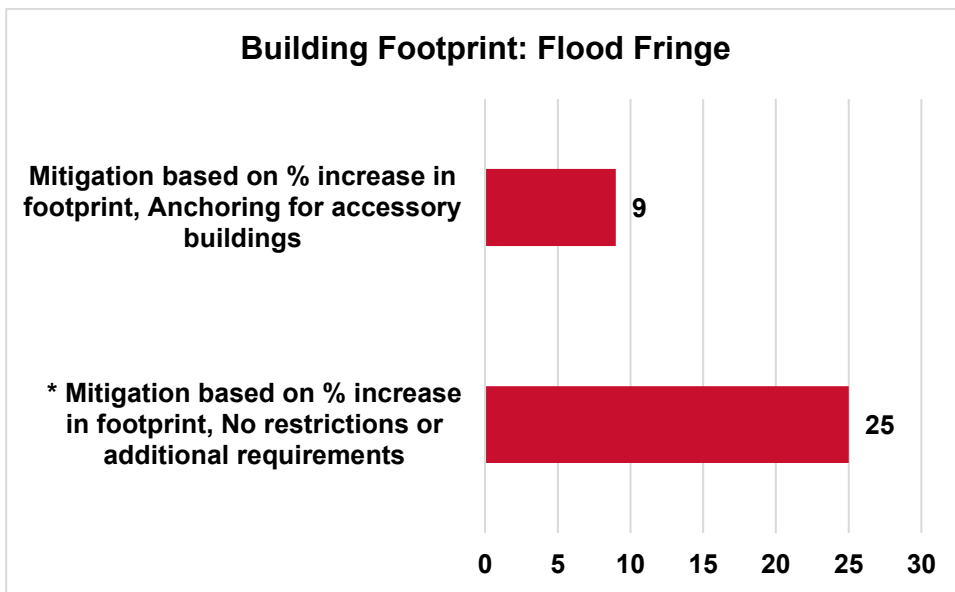 Building Footprint: Flood Fringe
Mitigation based on % increase in
footprint, Anchoring for accessory
buildings
9
* Mitigation based on % increase
in footprint, No restrictions or
additional requirements
25
0 5 10 15 20 25 30